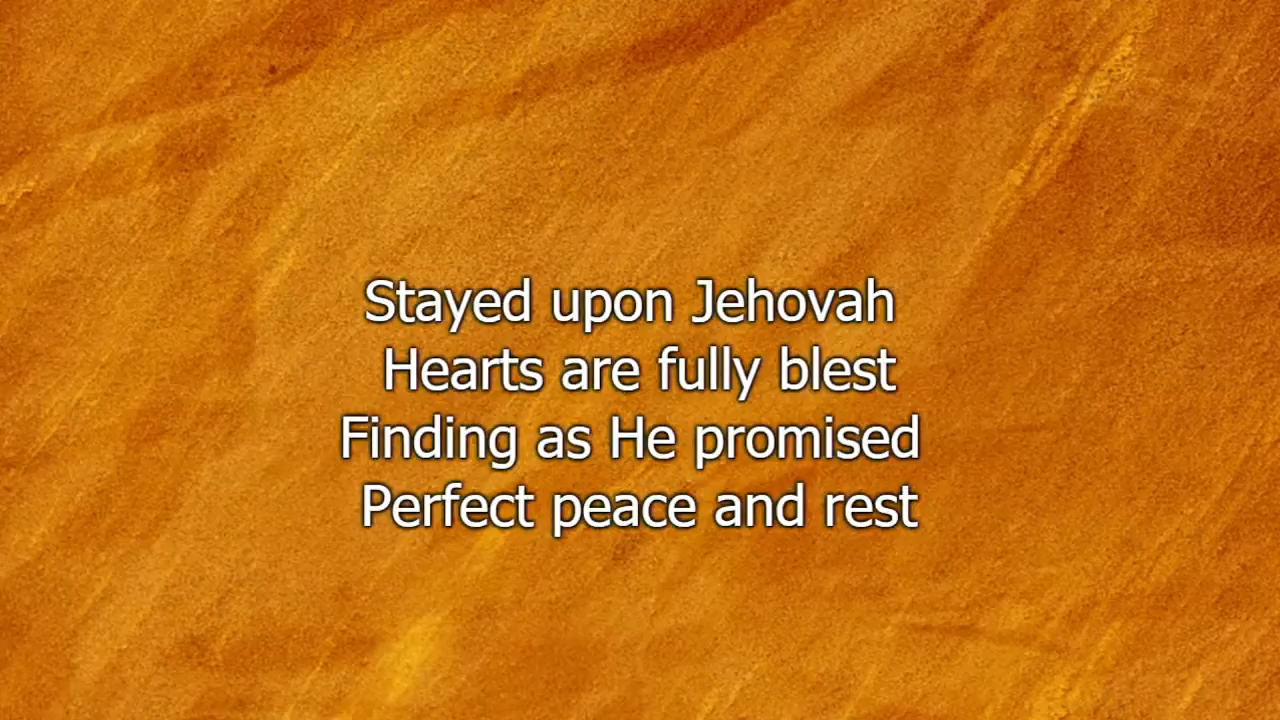 Stayed upon Jehovah
Hearts are fully blest
Finding as He promised
Perfect peace and rest